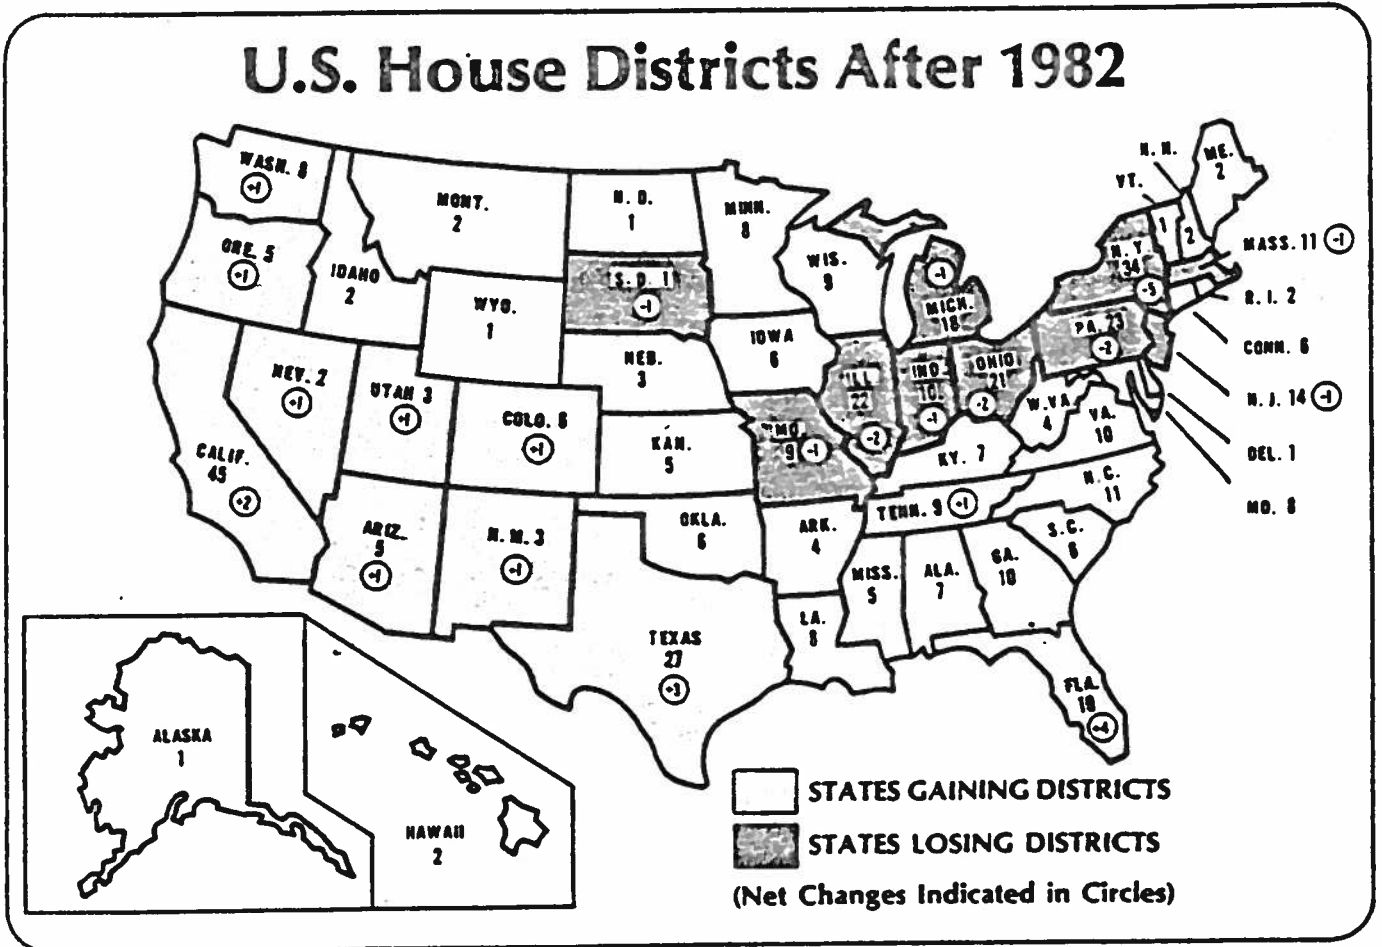 U.S. House Districts After 1982
WASH. 8
+1
ORE. 5
+1
IDAHO
2
MONT.
2
WYO.
1
N. D.
1
S. D. 1
-1
NEB.
3
MINN.
8
WIS.
9
IOWA
6
MICH.
18
-1
ILL.
22
-2
IND.
10
-1
OHIO
21
-2
MO.
9
-1
KAN.
5
NEV. 2
+1
UTAH 3
+1
COLO. 6
+1
CALIF.
45
+2
ARIZ.
5
+1
N. M. 3
+1
OKLA.
6
TEXAS
27
+3
ARK.
4
LA.
8
MISS.
5
ALA.
7
GA.
10
FLA.
19
+4
S. C.
6
N. C.
11
TENN. 9
+1
KY. 7
W. VA.
4
VA.
10
PA. 23
-2
N. Y.
34
-5
VT.
1
N. H.
2
ME.
2
MASS. 11
-1
R. I. 2
CONN. 6
N. J. 14
-1
DEL. 1
MD. 8
ALASKA
1
HAWAII
2
STATES GAINING DISTRICTS
STATES LOSING DISTRICTS
(Net Changes Indicated in Circles)